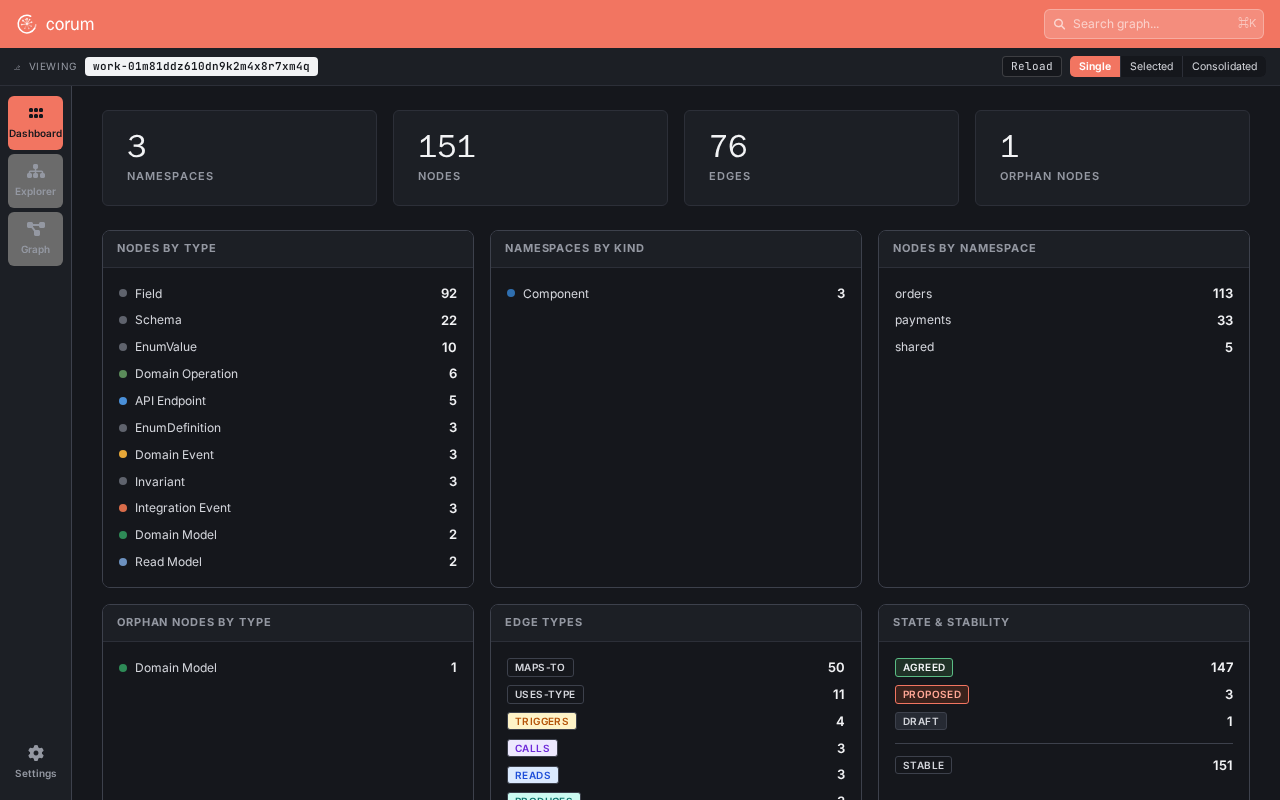 corum
Search graph... ⌘K
VIEWING work-01m81ddz610dn9k2m4x8r7xm4q
Reload Single Selected Consolidated
Dashboard
Explorer
Graph
Settings
3
NAMESPACES
151
NODES
76
EDGES
1
ORPHAN NODES
NODES BY TYPE
Field 92
Schema 22
EnumValue 10
Domain Operation 6
API Endpoint 5
EnumDefinition 3
Domain Event 3
Invariant 3
Integration Event 3
Domain Model 2
Read Model 2
NAMESPACES BY KIND
Component 3
NODES BY NAMESPACE
orders 113
payments 33
shared 5
ORPHAN NODES BY TYPE
Domain Model 1
EDGE TYPES
MAPS-TO 50
USES-TYPE 11
TRIGGERS 4
CALLS 3
READS 3
PRODUCES
STATE & STABILITY
AGREED 147
PROPOSED 3
DRAFT 1
STABLE 151